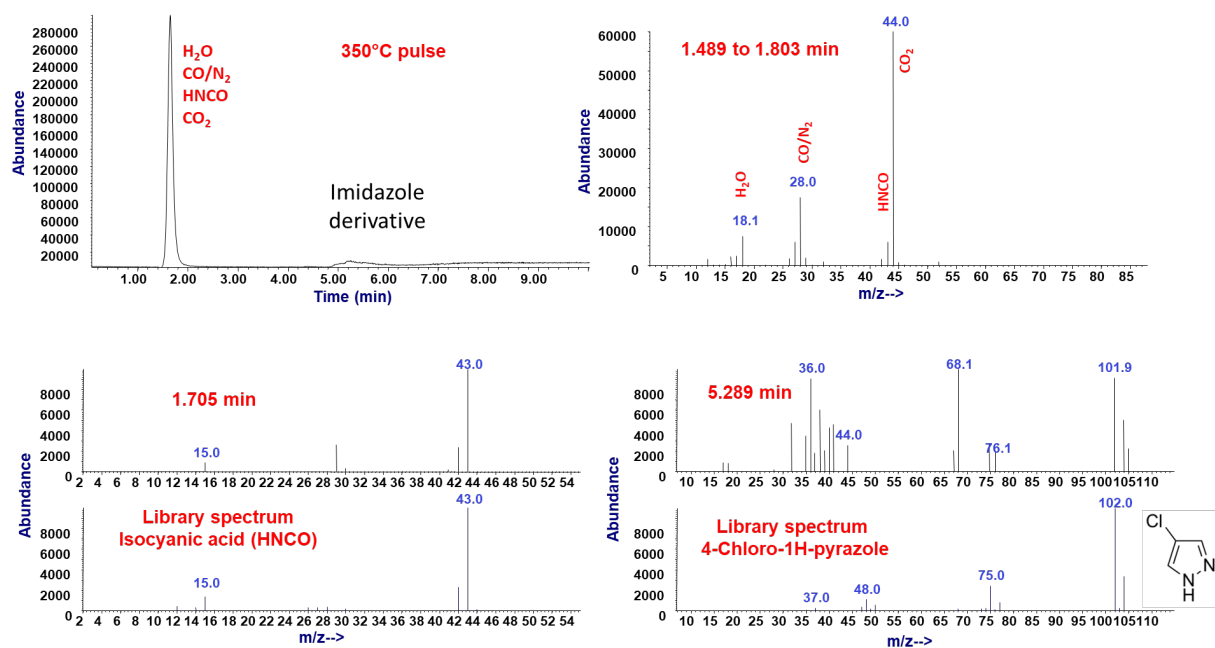 280000
260000
240000
220000
200000
180000
160000
140000
120000
100000
80000
60000
40000
20000
Abundance
H₂O
CO/N₂
HNCO
CO₂
350°C pulse
Imidazole
derivative
1.00 2.00 3.00 4.00 5.00 6.00 7.00 8.00 9.00
Time (min)
44.0
60000
50000
40000
30000
20000
10000
0
Abundance
1.489 to 1.803 min
CO₂
CO/N₂
28.0
H₂O
18.1
HNCO
5 10 15 20 25 30 35 40 45 50 55 60 65 70 75 80 85
m/z-->
43.0
8000
6000
4000
2000
0
Abundance
1.705 min
15.0
2 4 6 8 10 12 14 16 18 20 22 24 26 28 30 32 34 36 38 40 42 44 46 48 50 52 54
43.0
8000
6000
4000
2000
0
Abundance
Library spectrum
Isocyanic acid (HNCO)
15.0
2 4 6 8 10 12 14 16 18 20 22 24 26 28 30 32 34 36 38 40 42 44 46 48 50 52 54
m/z-->
36.0 68.1 101.9
8000
6000
4000
2000
0
Abundance
5.289 min
44.0
76.1
10 15 20 25 30 35 40 45 50 55 60 65 70 75 80 85 90 95 100 105 110
102.0
8000
6000
4000
2000
0
Abundance
Library spectrum
4-Chloro-1H-pyrazole
37.0 48.0 75.0
10 15 20 25 30 35 40 45 50 55 60 65 70 75 80 85 90 95 100 105 110
m/z-->
Cl
N
N
H